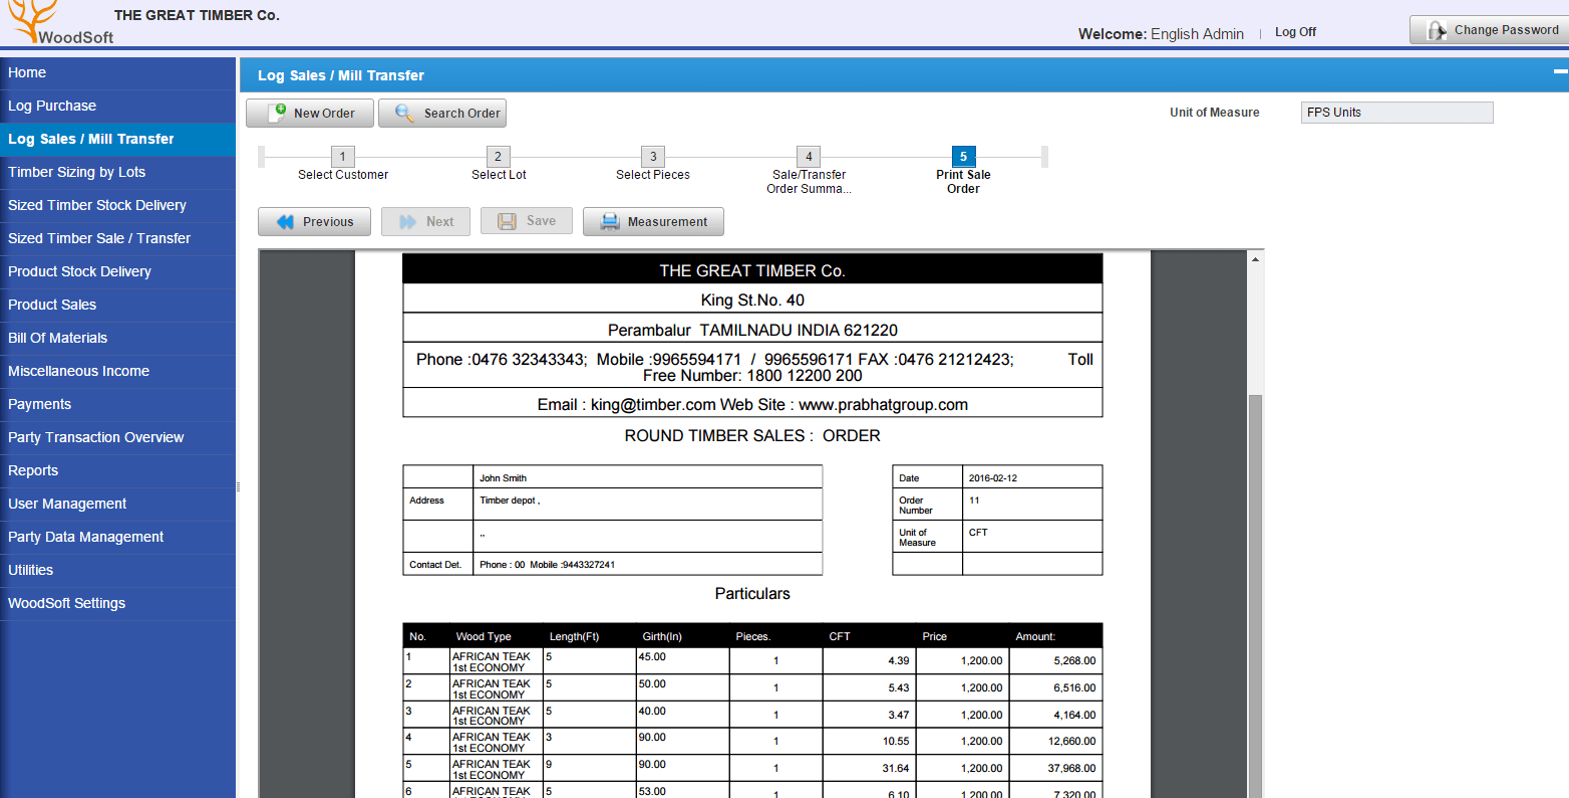 THE GREAT TIMBER Co.
WoodSoft
Welcome: English Admin | Log Off
Change Password
Home
Log Purchase
Log Sales / Mill Transfer
Timber Sizing by Lots
Sized Timber Stock Delivery
Sized Timber Sale / Transfer
Product Stock Delivery
Product Sales
Bill Of Materials
Miscellaneous Income
Payments
Party Transaction Overview
Reports
User Management
Party Data Management
Utilities
WoodSoft Settings
Log Sales / Mill Transfer
New Order
Search Order
Unit of Measure
FPS Units
1
Select Customer
2
Select Lot
3
Select Pieces
4
Sale/Transfer
Order Summa...
5
Print Sale
Order
Previous
Next
Save
Measurement
THE GREAT TIMBER Co.
King St.No. 40
Perambalur TAMILNADU INDIA 621220
Phone :0476 32343343; Mobile :9965594171 / 9965596171 FAX :0476 21212423; Toll
Free Number: 1800 12200 200
Email : king@timber.com Web Site : www.prabhatgroup.com
ROUND TIMBER SALES : ORDER
John Smith
Address Timber depot ,
,,
Contact Det. Phone : 00 Mobile :9443327241
Date 2016-02-12
Order
Number
11
Unit of
Measure
CFT
Particulars
No. Wood Type Length(Ft) Girth(In) Pieces. CFT Price Amount:
1 AFRICAN TEAK
1st ECONOMY
5 45.00 1 4.39 1,200.00 5,268.00
2 AFRICAN TEAK
1st ECONOMY
5 50.00 1 5.43 1,200.00 6,516.00
3 AFRICAN TEAK
1st ECONOMY
5 40.00 1 3.47 1,200.00 4,164.00
4 AFRICAN TEAK
1st ECONOMY
3 90.00 1 10.55 1,200.00 12,660.00
5 AFRICAN TEAK
1st ECONOMY
9 90.00 1 31.64 1,200.00 37,968.00
6 AFRICAN TEAK
1st ECONOMY
5 53.00 1 6.10 1,200.00 7,320.00